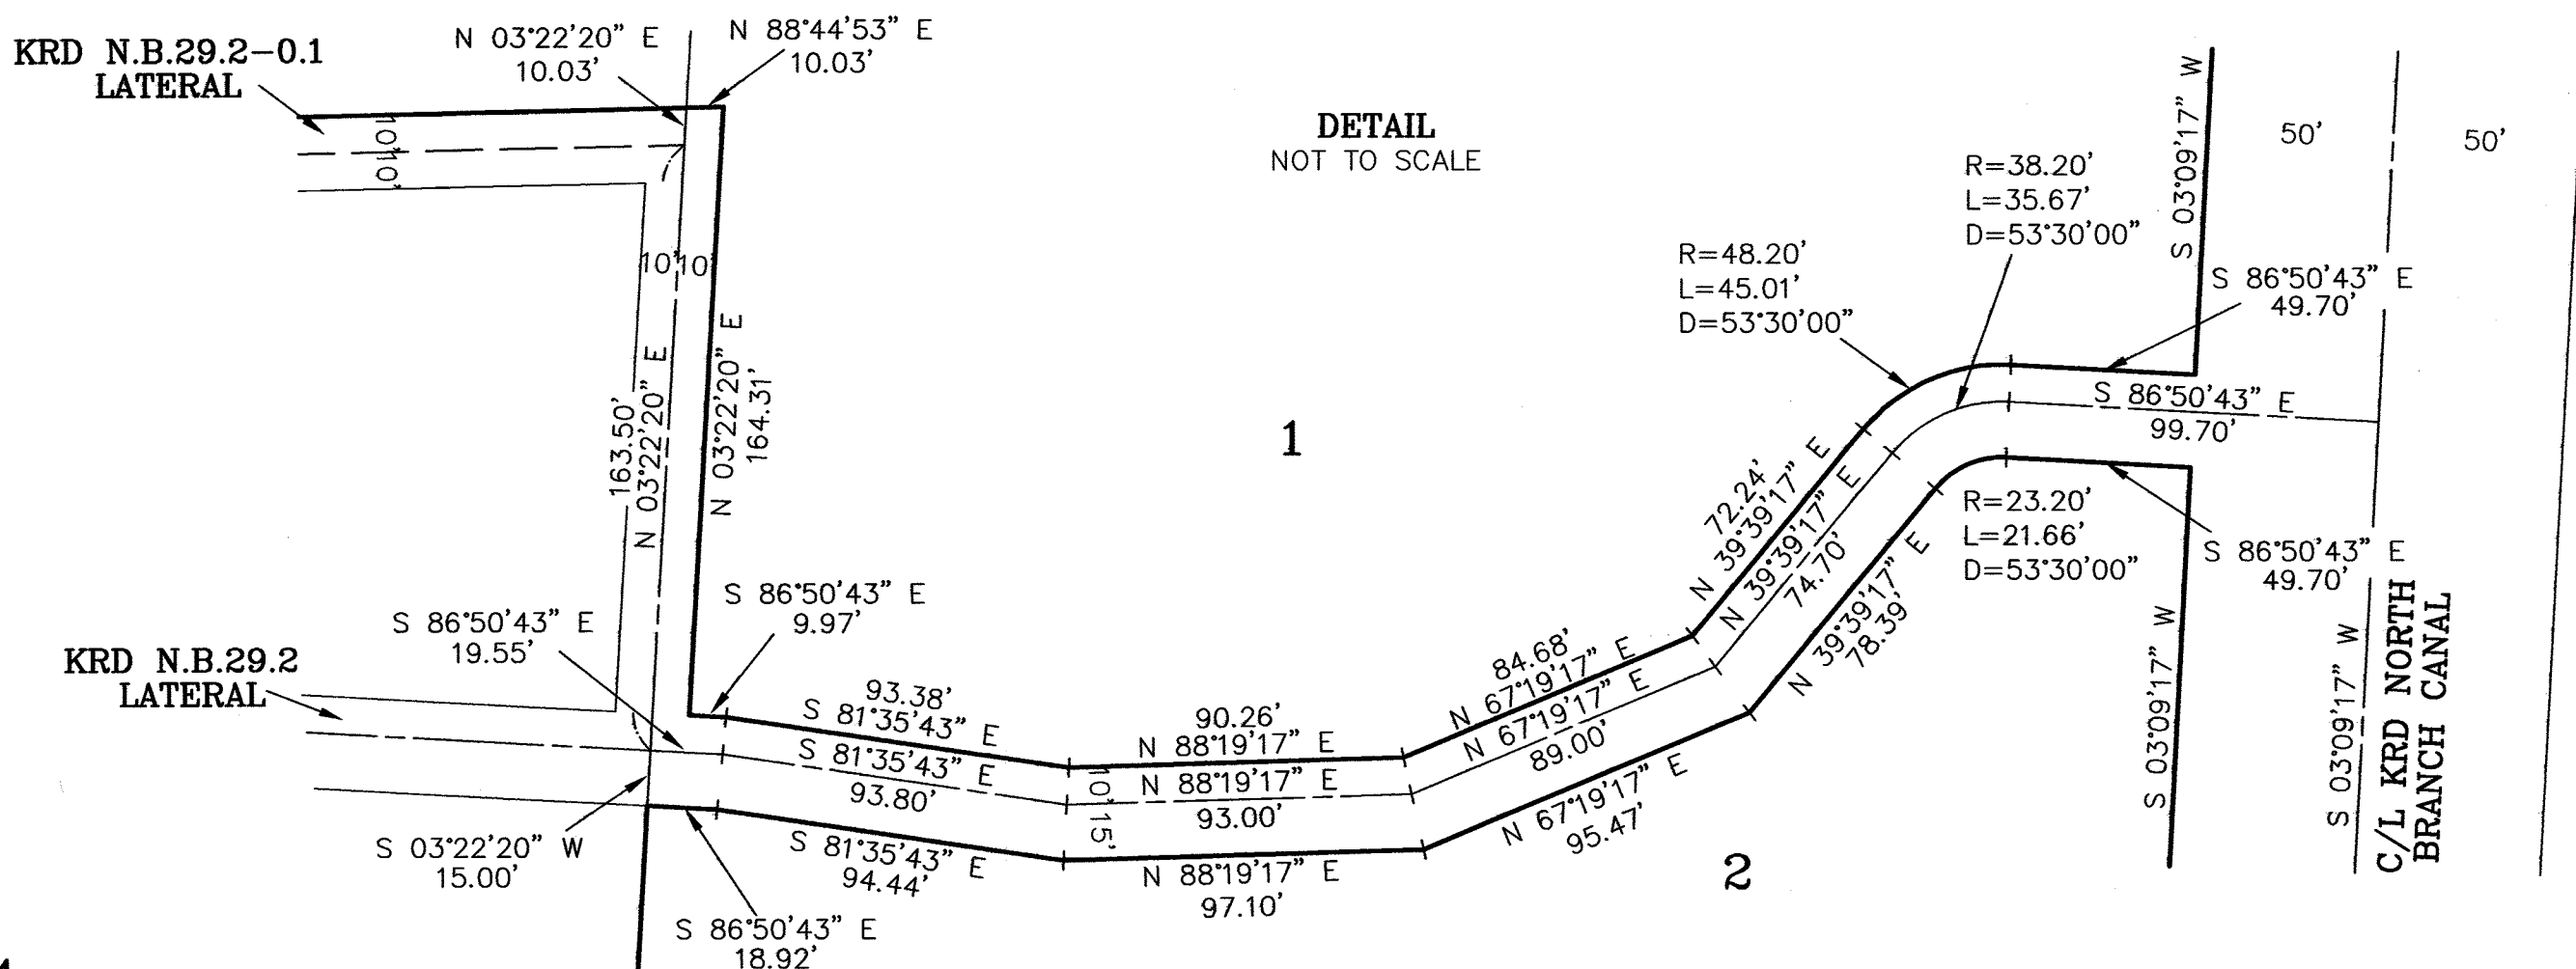 KRD N.B.29.2-0.1
LATERAL
N 03°22'20" E
10.03'
N 88°44'53" E
10.03'
10'
10'
DETAIL
NOT TO SCALE
S 03°09'17" W
50'
50'
R=38.20'
L=35.67'
D=53°30'00"
R=48.20'
L=45.01'
D=53°30'00"
S 86°50'43" E
49.70'
10'
10'
163.50'
N 03°22'20" E
N 03°22'20" E
164.31'
1
S 86°50'43" E
99.70'
72.24'
N 39°39'17" E
N 39°39'17" E
74.70'
N 39°39'17" E
78.39'
R=23.20'
L=21.66'
D=53°30'00"
S 86°50'43" E
49.70'
S 86°50'43" E
9.97'
S 86°50'43" E
19.55'
KRD N.B.29.2
LATERAL
93.38'
S 81°35'43" E
S 81°35'43" E
93.80'
90.26'
N 88°19'17" E
N 88°19'17" E
93.00'
84.68'
N 67°19'17" E
N 67°19'17" E
89.00'
10'
15'
S 03°22'20" W
15.00'
S 81°35'43" E
94.44'
N 88°19'17" E
97.10'
N 67°19'17" E
95.47'
2
S 86°50'43" E
18.92'
S 03°09'17" W
S 03°09'17" W
C/L KRD NORTH
BRANCH CANAL